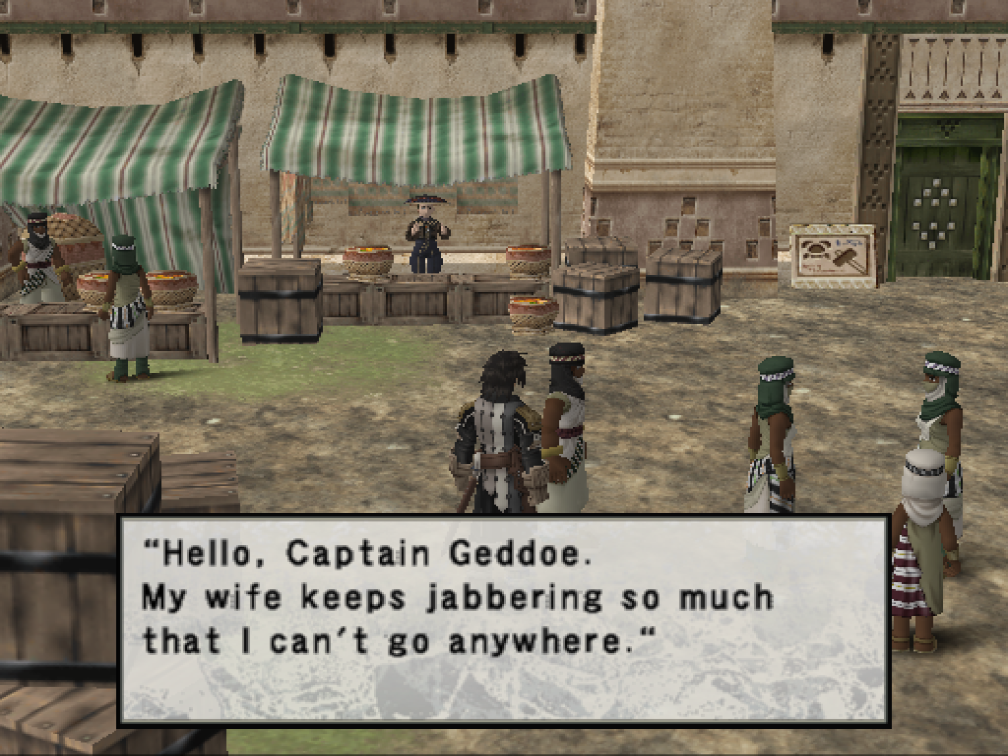 “Hello, Captain Geddoe.
My wife keeps jabbering so much
that I can't go anywhere.“